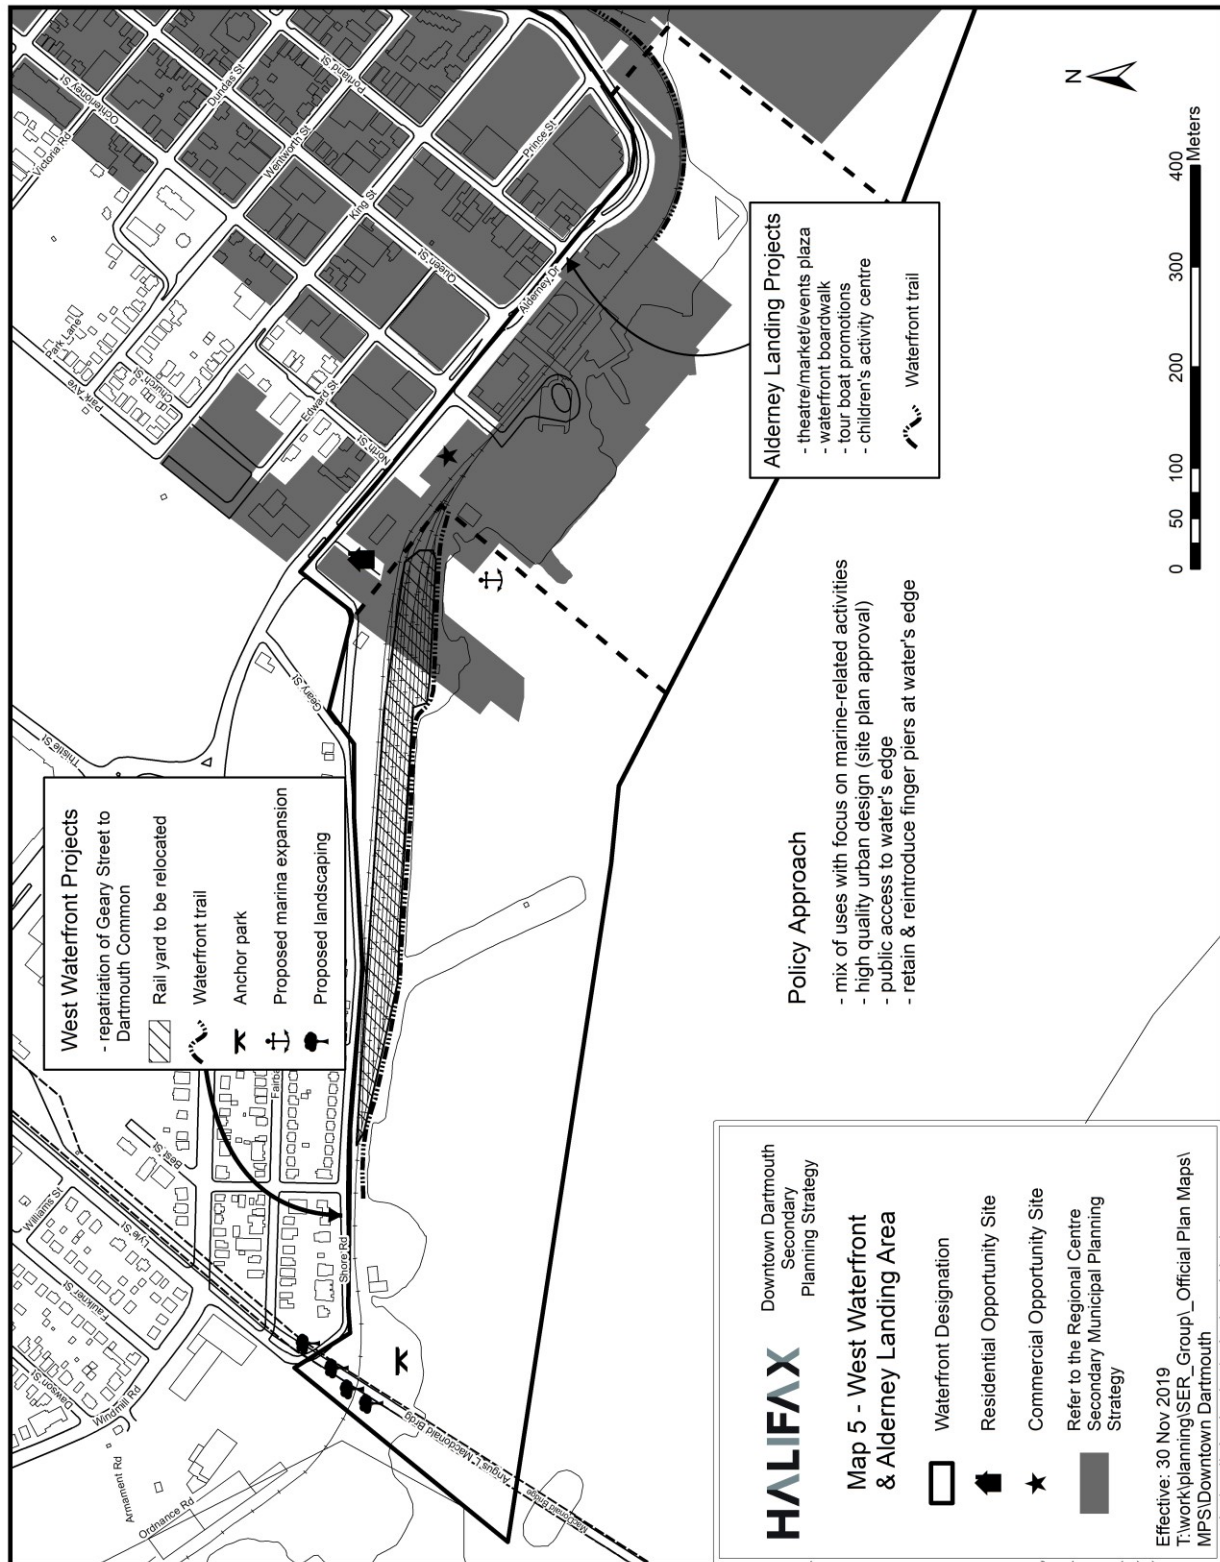 West Waterfront Projects
- repatriation of Geary Street to
Dartmouth Common
Rail yard to be relocated
Waterfront trail
Anchor park
Proposed marina expansion
Proposed landscaping
Alderney Landing Projects
- theatre/market/events plaza
- waterfront boardwalk
- tour boat promotions
- children's activity centre
Waterfront trail
Policy Approach
- mix of uses with focus on marine-related activities
- high quality urban design (site plan approval)
- public access to water's edge
- retain & reintroduce finger piers at water's edge
HALIFAX
Downtown Dartmouth
Secondary
Planning Strategy
Map 5 - West Waterfront
& Alderney Landing Area
Waterfront Designation
Residential Opportunity Site
Commercial Opportunity Site
Refer to the Regional Centre
Secondary Municipal Planning
Strategy
Effective: 30 Nov 2019
T:\work\planning\SER_Group\_Official Plan Maps\
MPS\Downtown Dartmouth
N
0 50 100 200 300 400
Meters
Williams St
Lyle St
Faulkner St
Dawson St
Windmill Rd
Armament Rd
Ordnance Rd
Best St
Fairba
Shore Rd
Angus L Macdonald Brdg
MacDonald Bridge
Thistle St
Geary St
Park Ave
Park Lane
Church St
Edward St
North St
Victoria Rd
Ochterloney St
Dundas St
Wentworth St
Portland St
King St
Queen St
Prince St
Alderney Dr